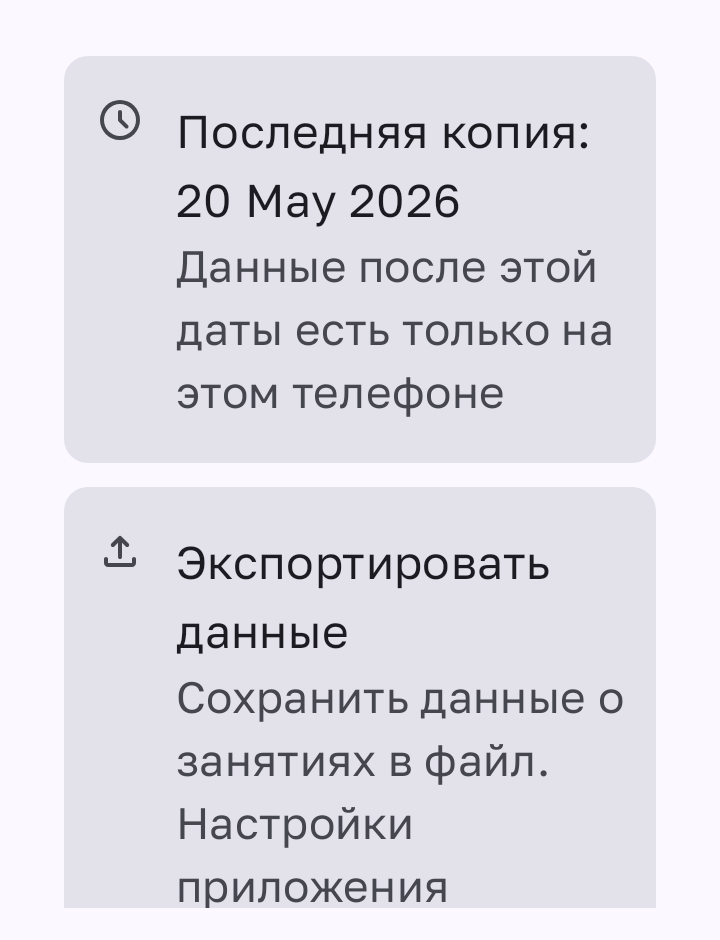 Последняя копия:
20 May 2026
Данные после этой
даты есть только на
этом телефоне
Экспортировать
данные
Сохранить данные о
занятиях в файл.
Настройки
приложения